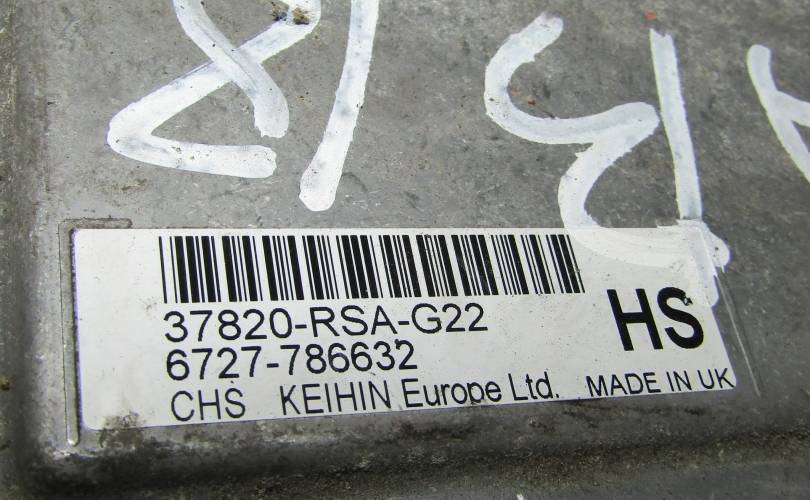 37820-RSA-G22
6727-786632
HS
CHS KEIHIN Europe Ltd. MADE IN UK